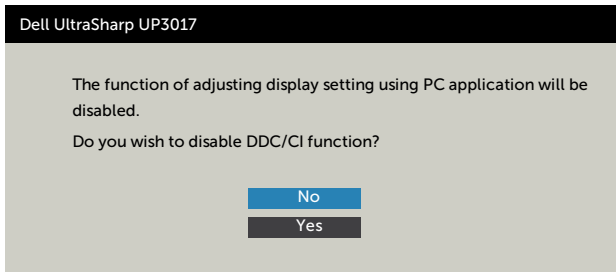 Dell UltraSharp UP3017
The function of adjusting display setting using PC application will be
disabled.
Do you wish to disable DDC/CI function?
No
Yes